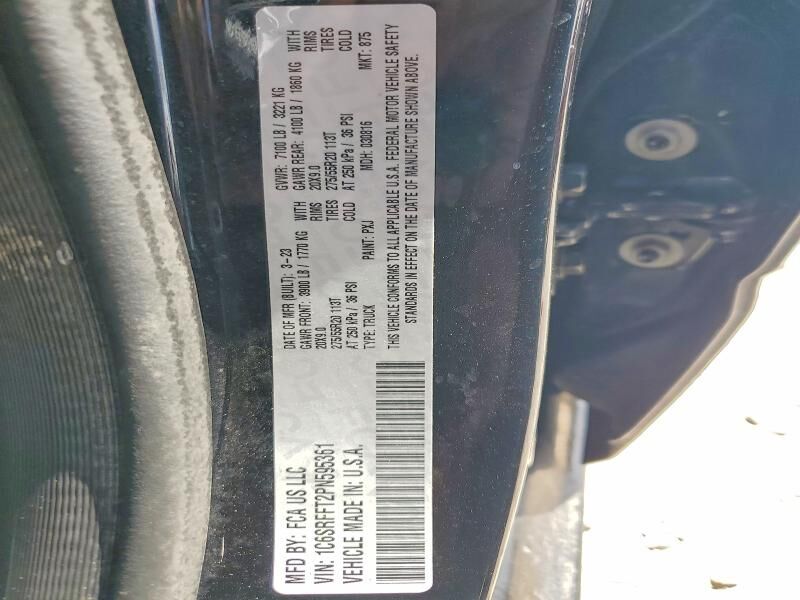 MFD BY: FCA US LLC
VIN: 1C6SRFFT2PN595361
VEHICLE MADE IN: U.S.A.
DATE OF MFR (BUILT): 3-23 GVWR: 7100 LB / 3221 KG
GAWR FRONT: 3900 LB / 1770 KG WITH GAWR REAR: 4100 LB / 1860 KG WITH
20X9.0 RIMS 20X9.0 RIMS
275/55R20 113T TIRES 275/55R20 113T TIRES
AT 250 kPa / 36 PSI COLD AT 250 kPa / 36 PSI COLD
TYPE: TRUCK PAINT: PXJ MDH: 030816 MKT: 875
THIS VEHICLE CONFORMS TO ALL APPLICABLE U.S.A. FEDERAL MOTOR VEHICLE SAFETY
STANDARDS IN EFFECT ON THE DATE OF MANUFACTURE SHOWN ABOVE.